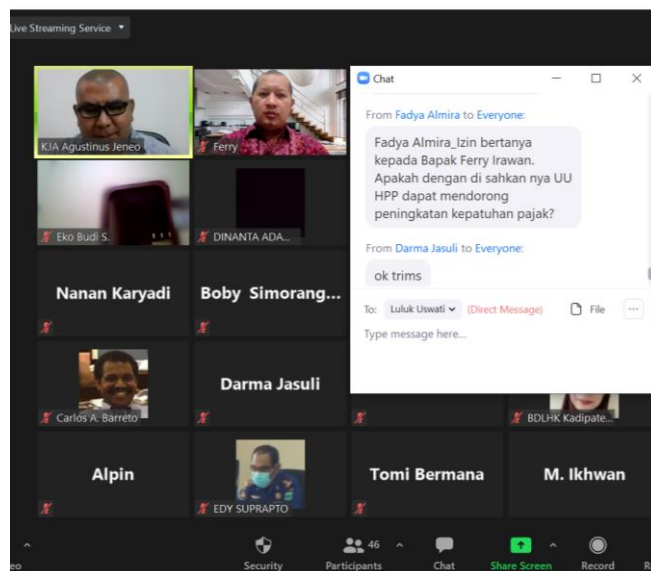 Live Streaming Service
Chat
KJA Agustinus Jeneo
Ferry
From Fadya Almira to Everyone:
Fadya Almira_Izin bertanya
kepada Bapak Ferry Irawan.
Apakah dengan di sahkan nya UU
HPP dapat mendorong
peningkatan kepatuhan pajak?
Eko Budi S.
DINANTA ADA...
From Darma Jasuli to Everyone:
ok trims
Nanan Karyadi
Boby Simorang...
To: Luluk Uswati (Direct Message) File ...
Type message here...
Carlos A. Barreto
Darma Jasuli
BDLHK Kadipate...
Alpin
EDY SUPRAPTO
Tomi Bermana
M. Ikhwan
Security
Participants 46
Chat
Share Screen
Record